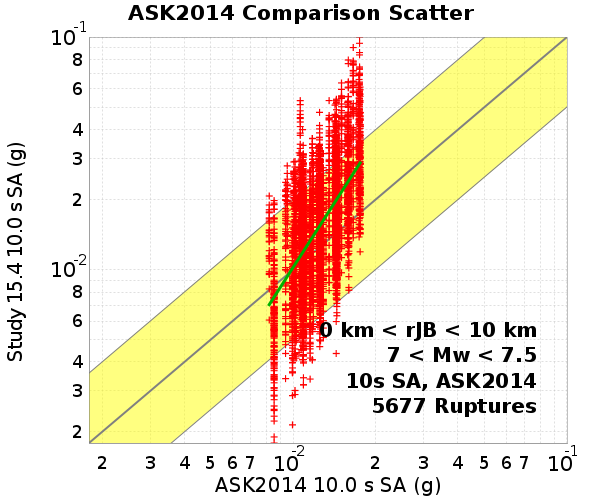 ASK2014 Comparison Scatter
Study 15.4 10.0 s SA (g)
10^-1
8
6
4
3
2
10^-2
8
6
4
3
2
0 km < rJB < 10 km
7 < Mw < 7.5
10s SA, ASK2014
5677 Ruptures
2 3 4 5 6 7 10^-2 2 3 4 5 6 7 10^-1
ASK2014 10.0 s SA (g)